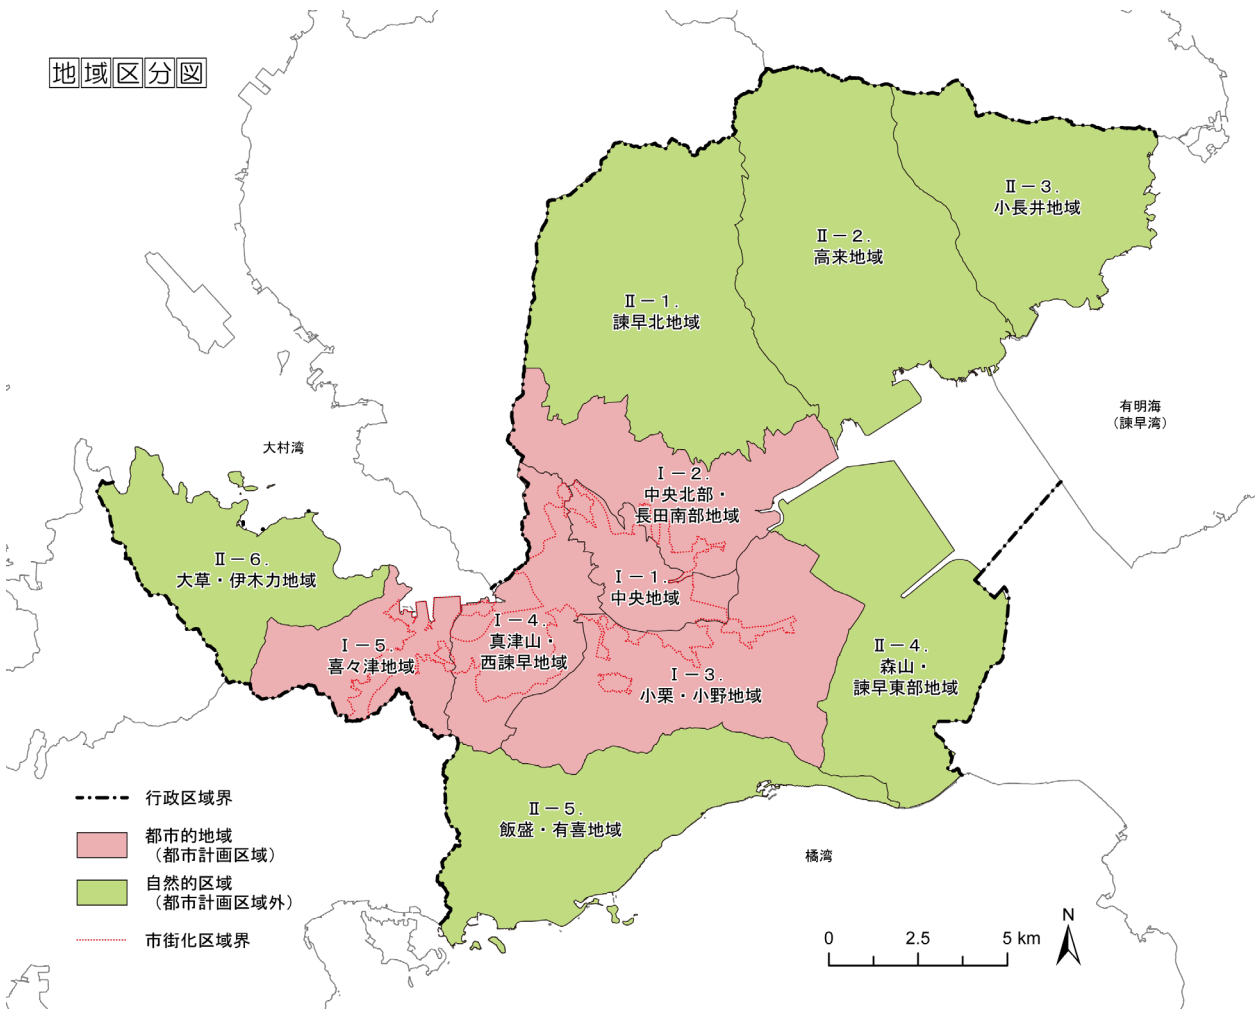 地域区分図
Ⅱ－３．
小長井地域
Ⅱ－２．
高来地域
Ⅱ－１．
諫早北地域
有明海
（諫早湾）
大村湾
Ⅰ－２．
中央北部・
長田南部地域
Ⅱ－６．
大草・伊木力地域
Ⅰ－１．
中央地域
Ⅰ－４．
真津山・
西諫早地域
Ⅰ－５．
喜々津地域
Ⅱ－４．
森山・
諫早東部地域
Ⅰ－３．
小栗・小野地域
Ⅱ－５．
飯盛・有喜地域
橘湾
行政区域界
都市的地域
（都市計画区域）
自然的区域
（都市計画区域外）
市街化区域界
N
0 2.5 5 km